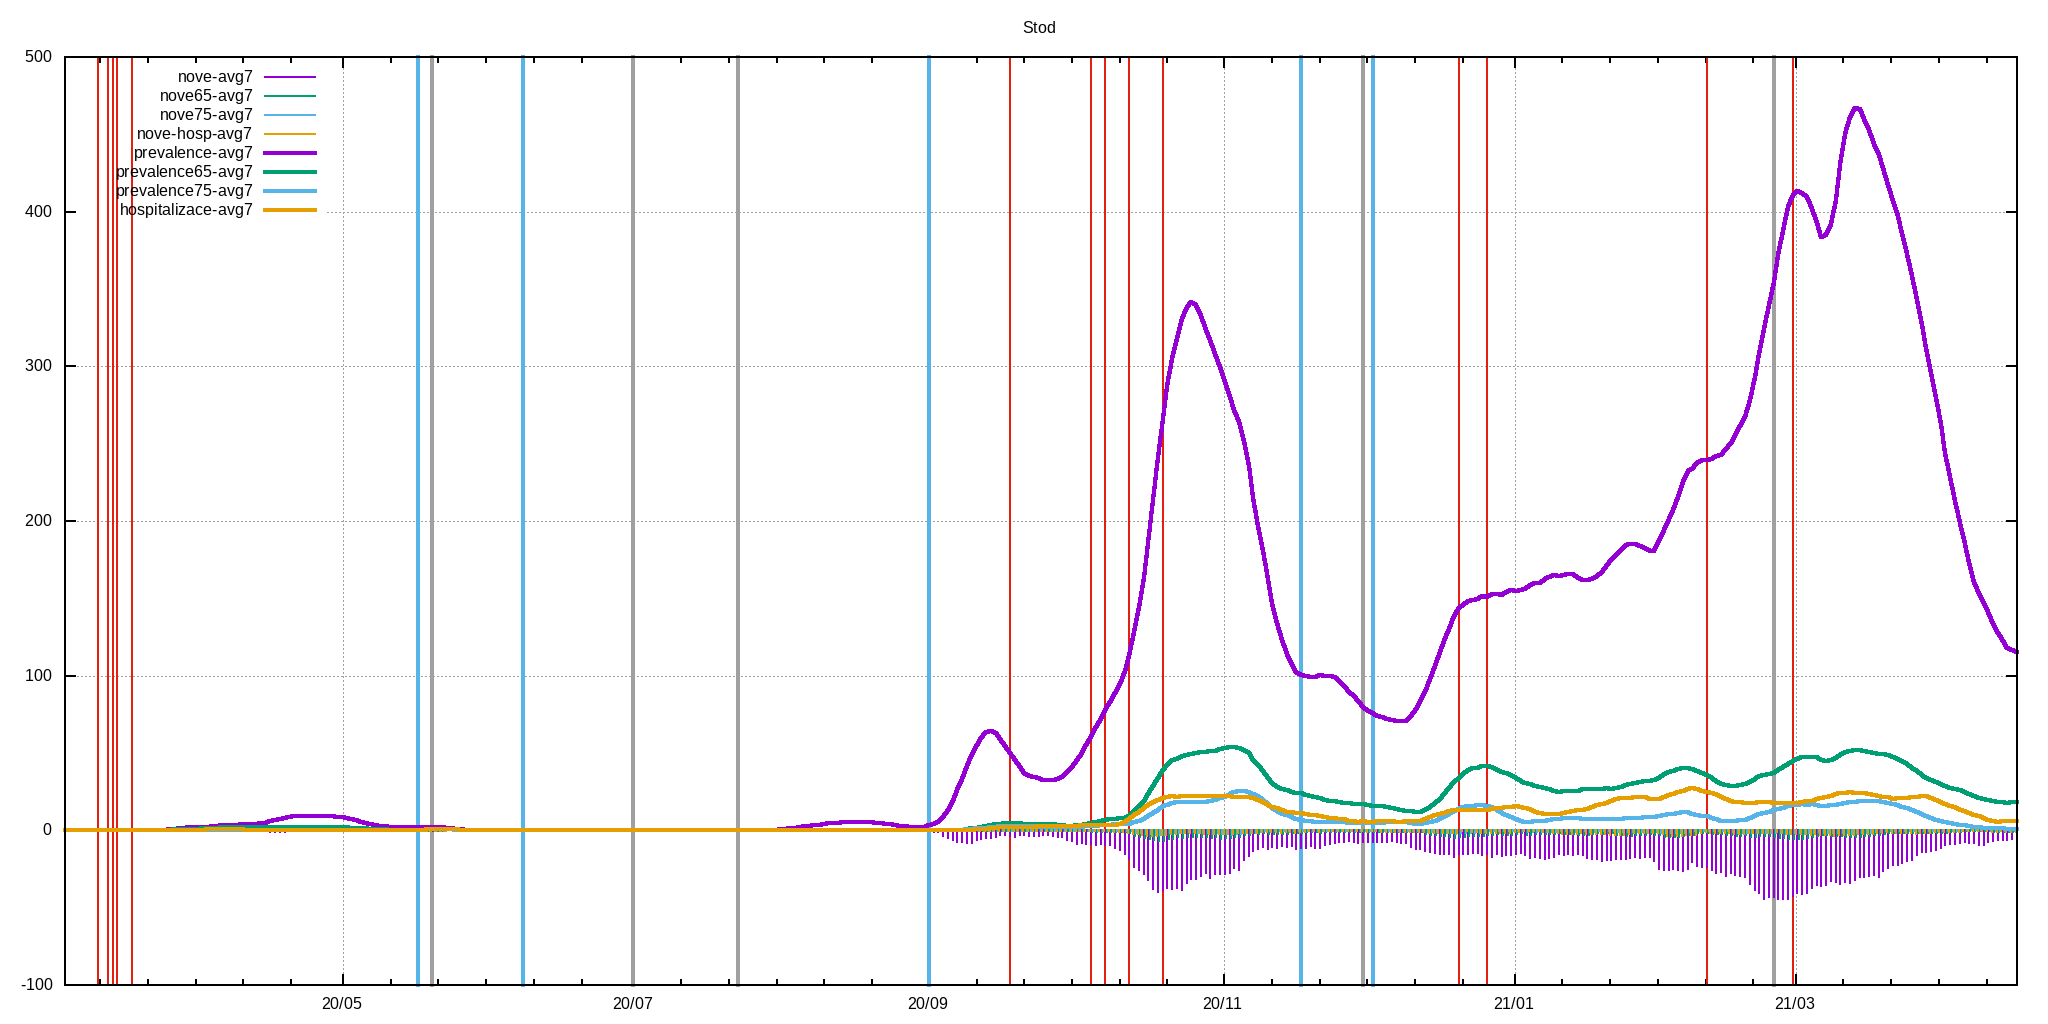 Stod
500
nove-avg7
nove65-avg7
nove75-avg7
nove-hosp-avg7
prevalence-avg7
prevalence65-avg7
prevalence75-avg7
hospitalizace-avg7
400
300
200
100
0
-100
20/05 20/07 20/09 20/11 21/01 21/03